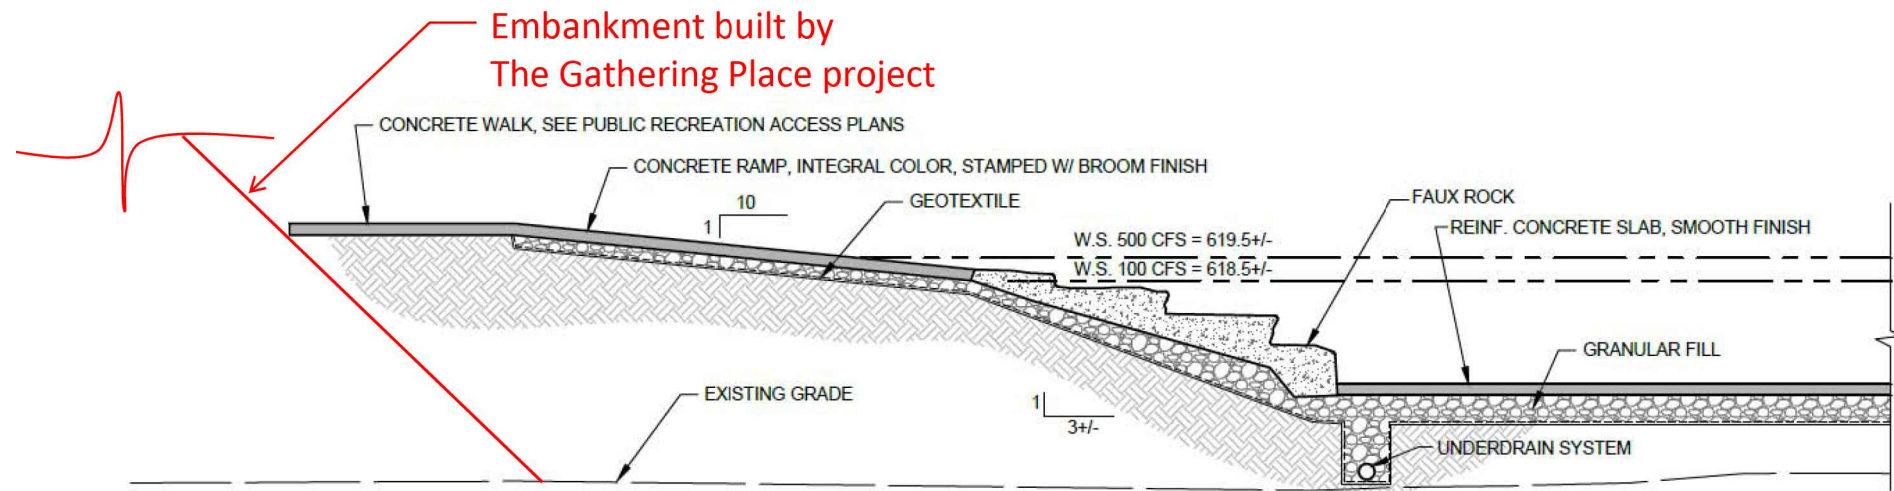 Embankment built by
The Gathering Place project
CONCRETE WALK, SEE PUBLIC RECREATION ACCESS PLANS
CONCRETE RAMP, INTEGRAL COLOR, STAMPED W/ BROOM FINISH
10
1
GEOTEXTILE
FAUX ROCK
REINF. CONCRETE SLAB, SMOOTH FINISH
W.S. 500 CFS = 619.5+/-
W.S. 100 CFS = 618.5+/-
GRANULAR FILL
EXISTING GRADE
1
3+/-
UNDERDRAIN SYSTEM